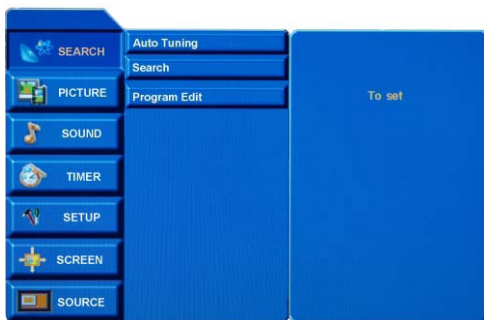 SEARCH
PICTURE
SOUND
TIMER
SETUP
SCREEN
SOURCE
Auto Tuning
Search
Program Edit
To set